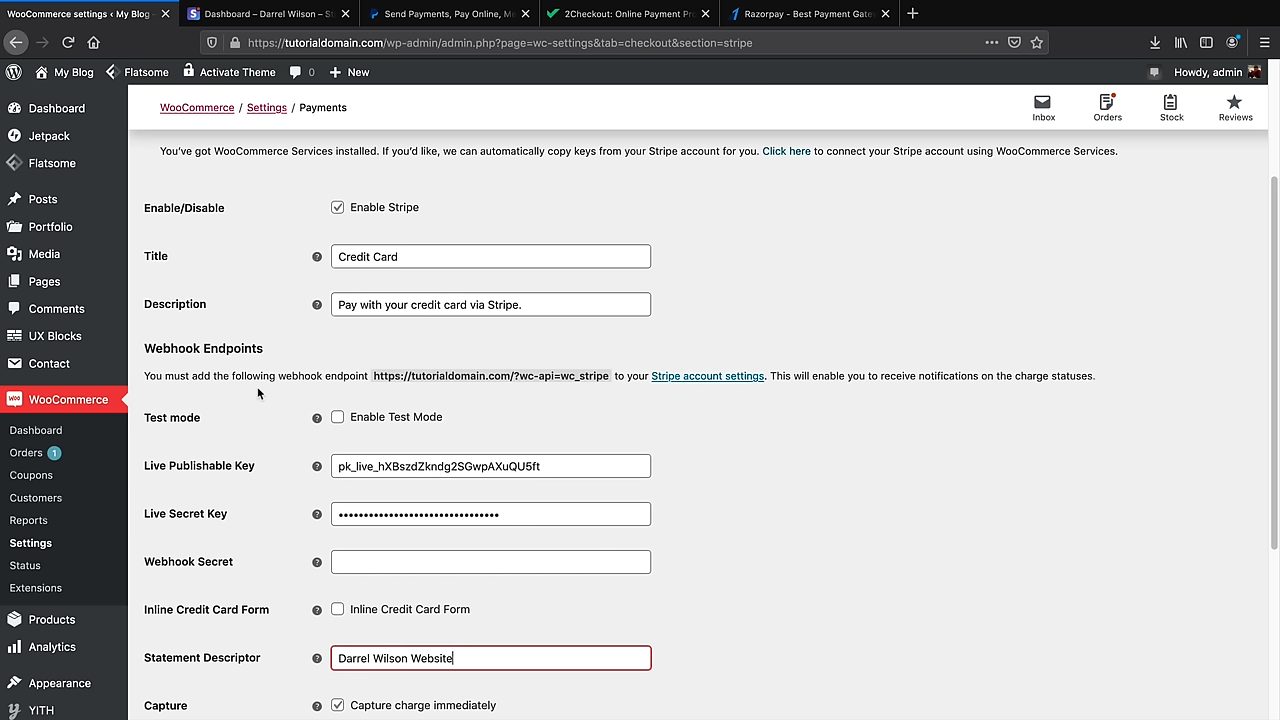 WooCommerce settings ‹ My Blog –
Dashboard – Darrel Wilson – St
Send Payments, Pay Online, Me
2Checkout: Online Payment Pro
Razorpay - Best Payment Gate
https://tutorialdomain.com/wp-admin/admin.php?page=wc-settings&tab=checkout&section=stripe
My Blog
Flatsome
Activate Theme
0
New
Howdy, admin
Dashboard
Jetpack
Flatsome
Posts
Portfolio
Media
Pages
Comments
UX Blocks
Contact
WooCommerce
Dashboard
Orders 1
Coupons
Customers
Reports
Settings
Status
Extensions
Products
Analytics
Appearance
YITH
WooCommerce / Settings / Payments
Inbox
Orders
Stock
Reviews
You've got WooCommerce Services installed. If you'd like, we can automatically copy keys from your Stripe account for you. Click here to connect your Stripe account using WooCommerce Services.
Enable/Disable
Enable Stripe
Title
Credit Card
Description
Pay with your credit card via Stripe.
Webhook Endpoints
You must add the following webhook endpoint https://tutorialdomain.com/?wc-api=wc_stripe to your Stripe account settings. This will enable you to receive notifications on the charge statuses.
Test mode
Enable Test Mode
Live Publishable Key
pk_live_hXBszdZkndg2SGwpAXuQU5ft
Live Secret Key
••••••••••••••••••••••••••••••••
Webhook Secret
Inline Credit Card Form
Inline Credit Card Form
Statement Descriptor
Darrel Wilson Website
Capture
Capture charge immediately